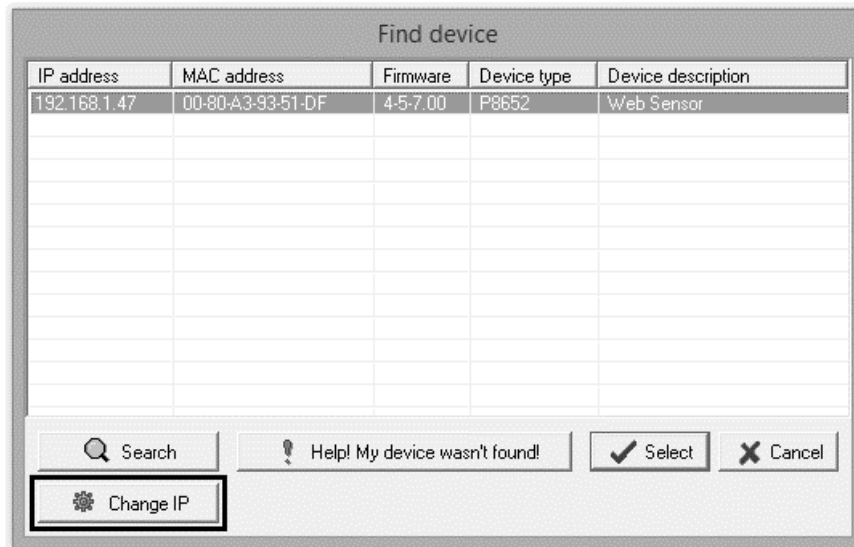 Find device
IP address MAC address Firmware Device type Device description
192.168.1.47 00-80-A3-93-51-DF 4-5-7.00 P8652 Web Sensor
Search Help! My device wasn't found! Select Cancel
Change IP